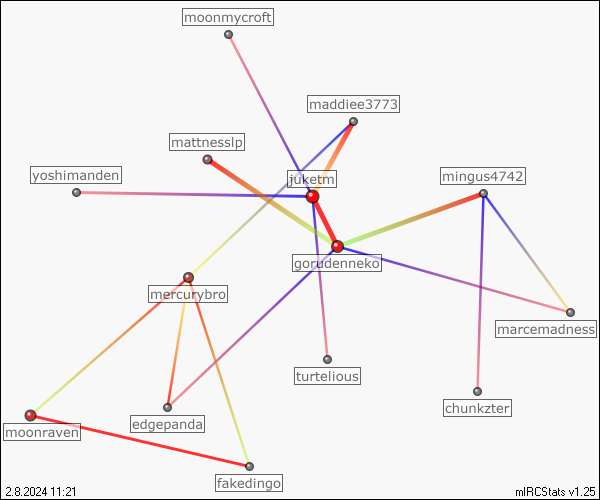 moonmycroft
maddiee3773
mattnesslp
yoshimanden
juketrn
mingus4742
gorudenneko
mercurybro
marcemadness
turtelious
chunkzter
edgepanda
moonraven
fakedingo
2.8.2024 11:21
mIRCStats v1.25